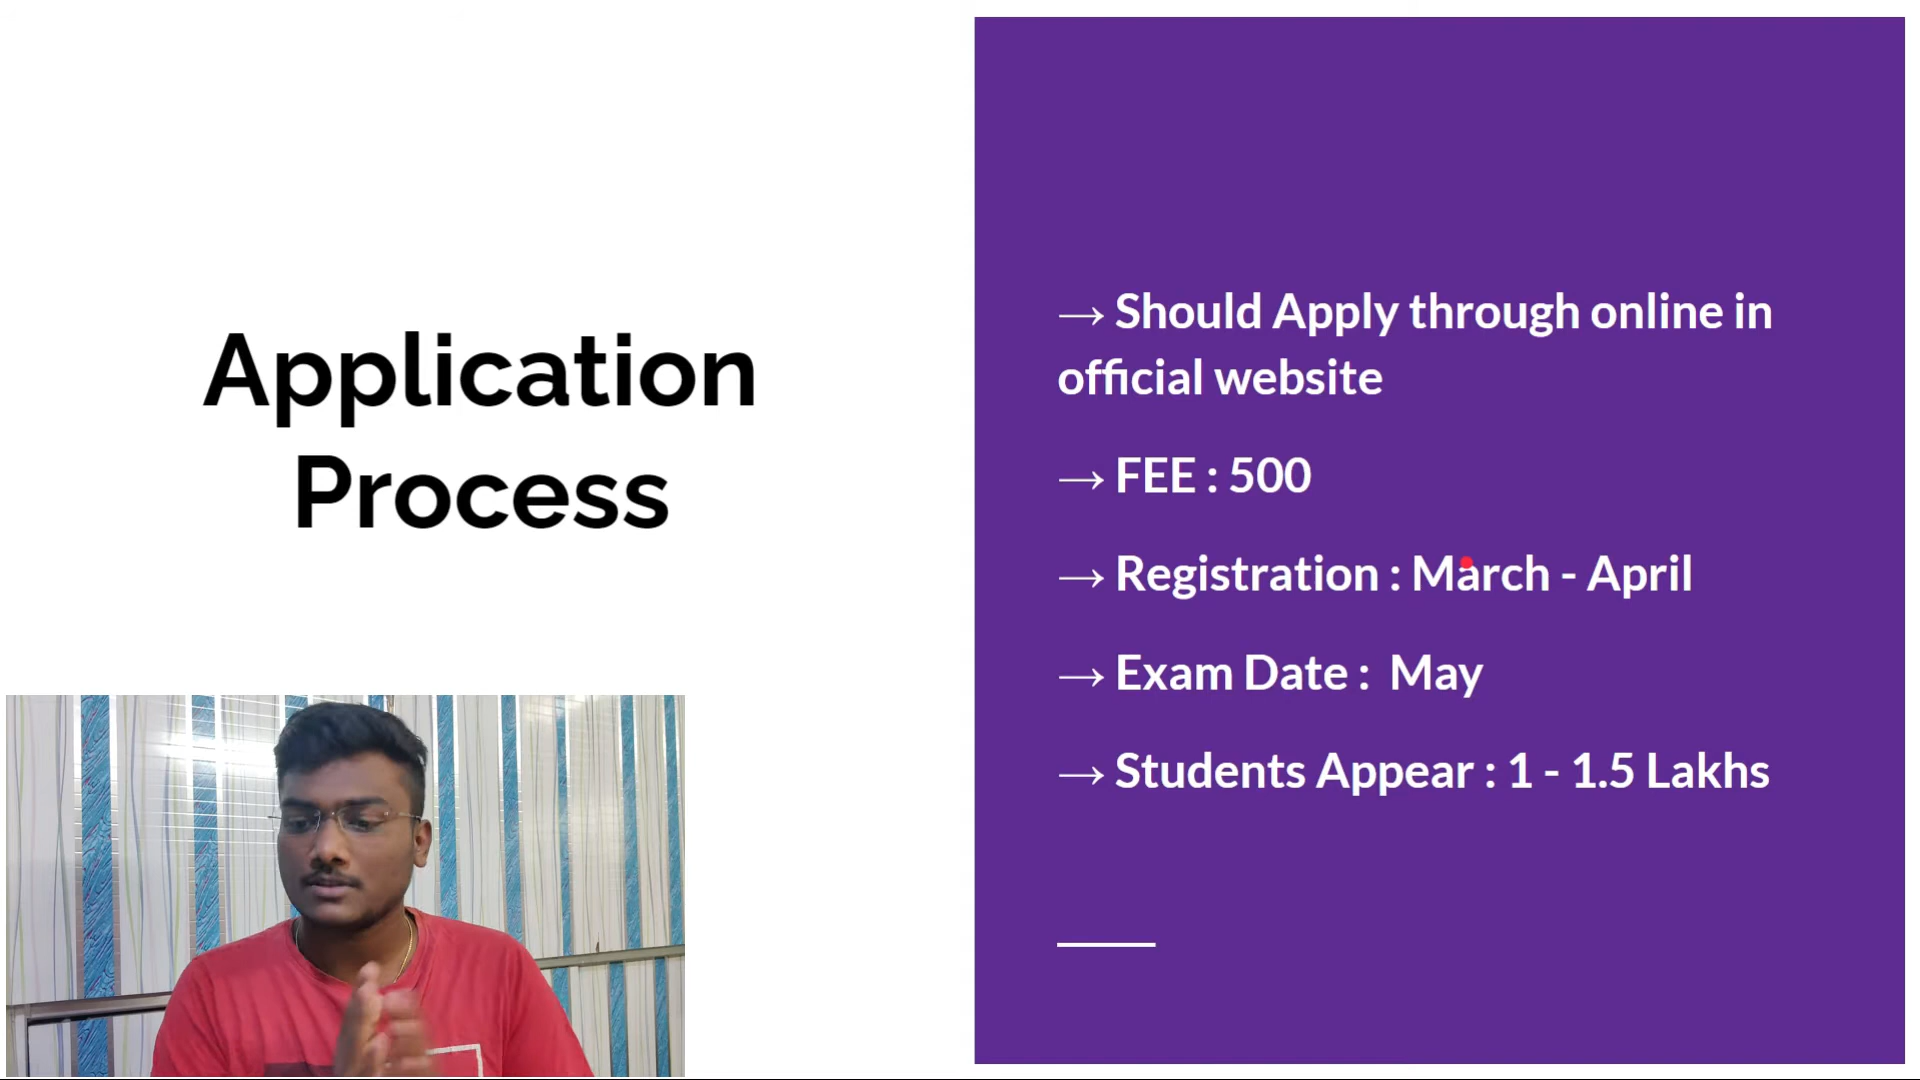 Application
Process
→ Should Apply through online in
official website
→ FEE : 500
→ Registration : March - April
→ Exam Date : May
→ Students Appear : 1 - 1.5 Lakhs